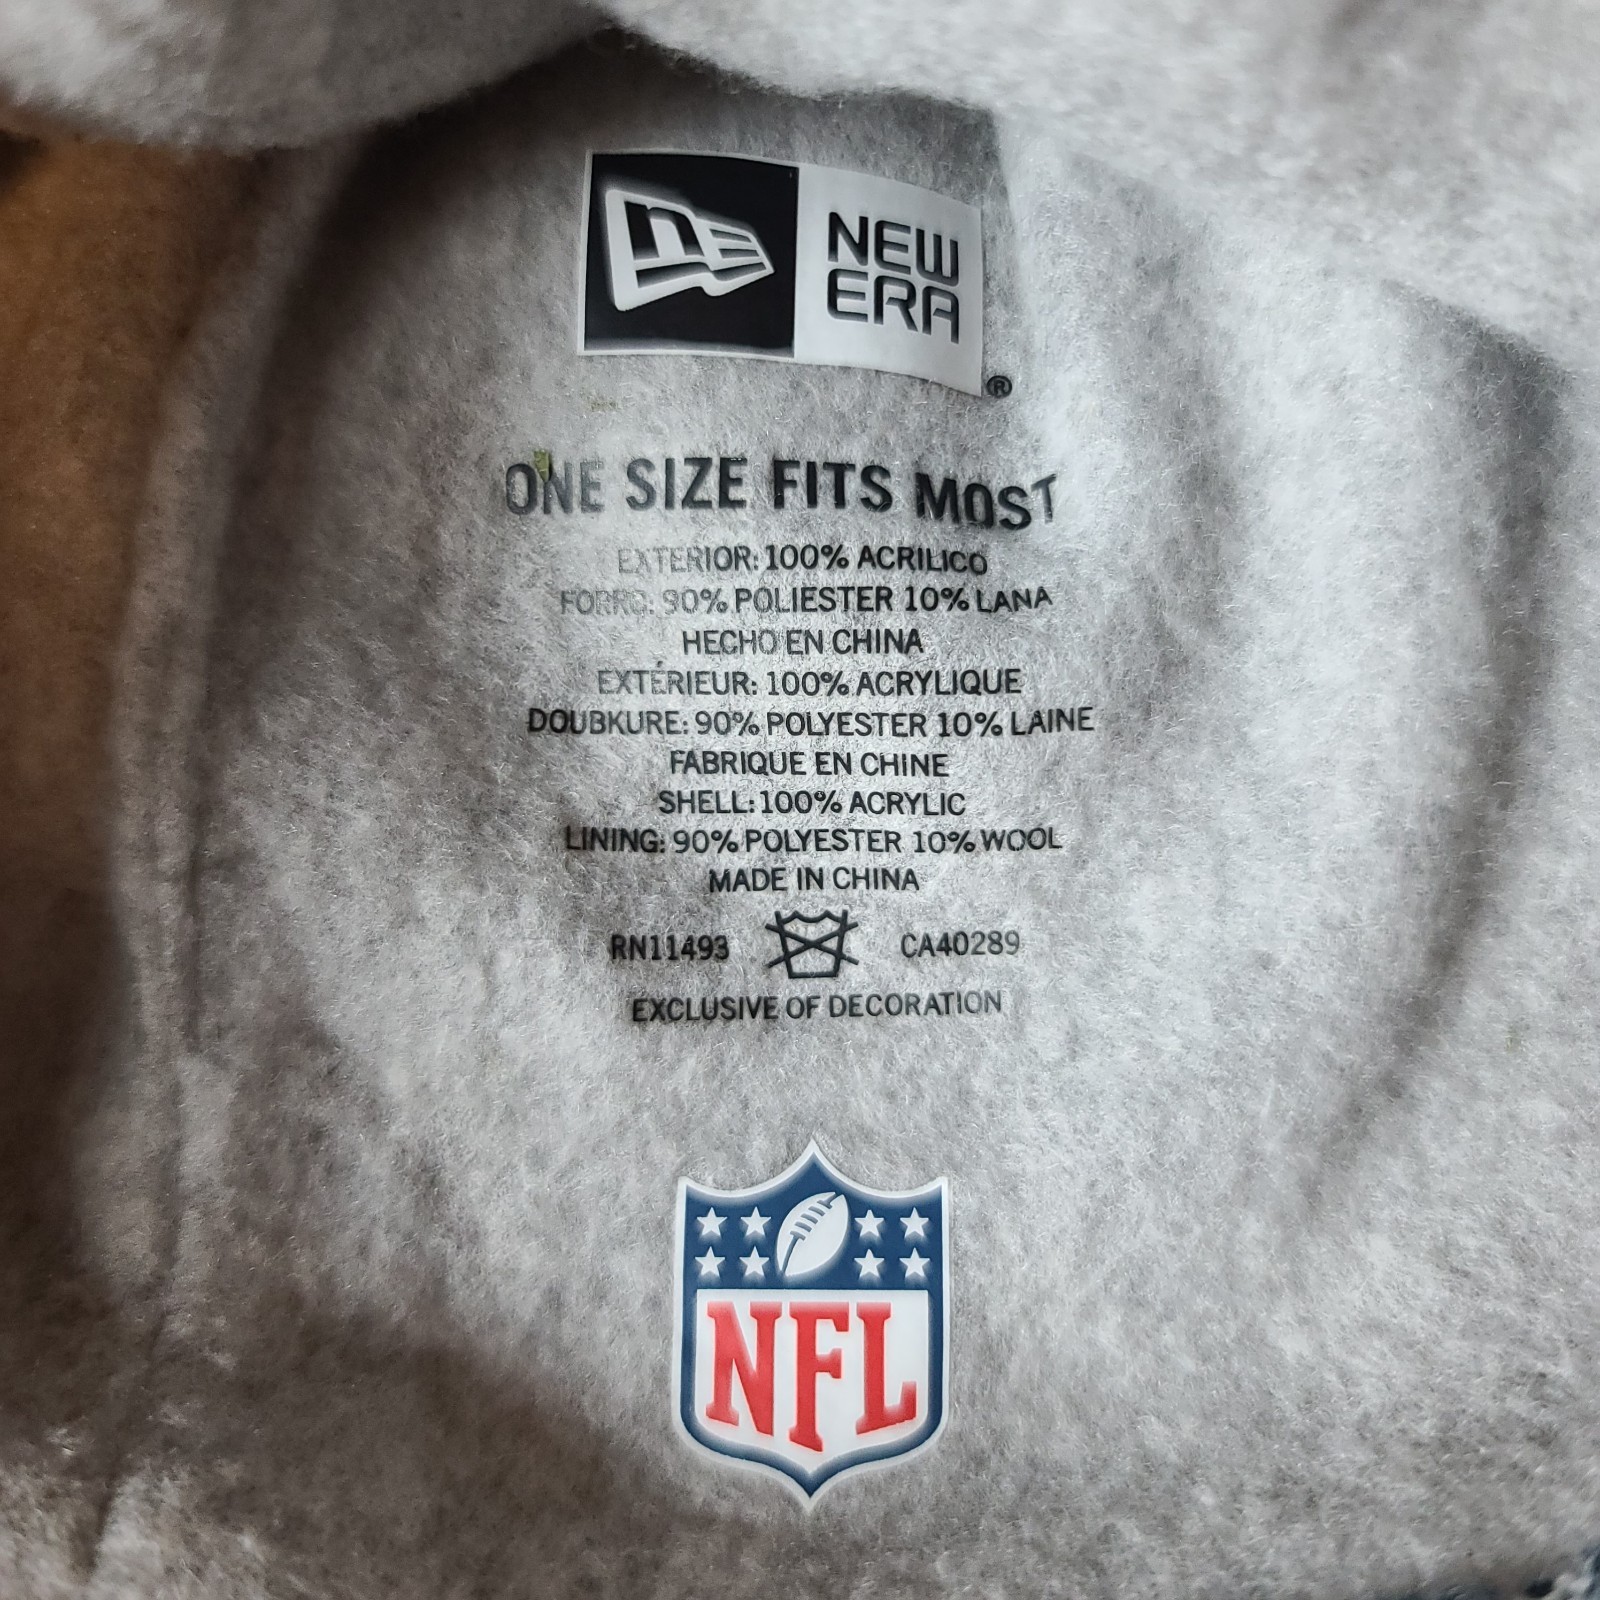 ne NEW
ERA
®
ONE SIZE FITS MOST
EXTERIOR: 100% ACRILICO
FORRO: 90% POLIESTER 10% LANA
HECHO EN CHINA
EXTÉRIEUR: 100% ACRYLIQUE
DOUBKURE: 90% POLYESTER 10% LAINE
FABRIQUE EN CHINE
SHELL: 100% ACRYLIC
LINING: 90% POLYESTER 10% WOOL
MADE IN CHINA
RN11493 CA40289
EXCLUSIVE OF DECORATION
NFL